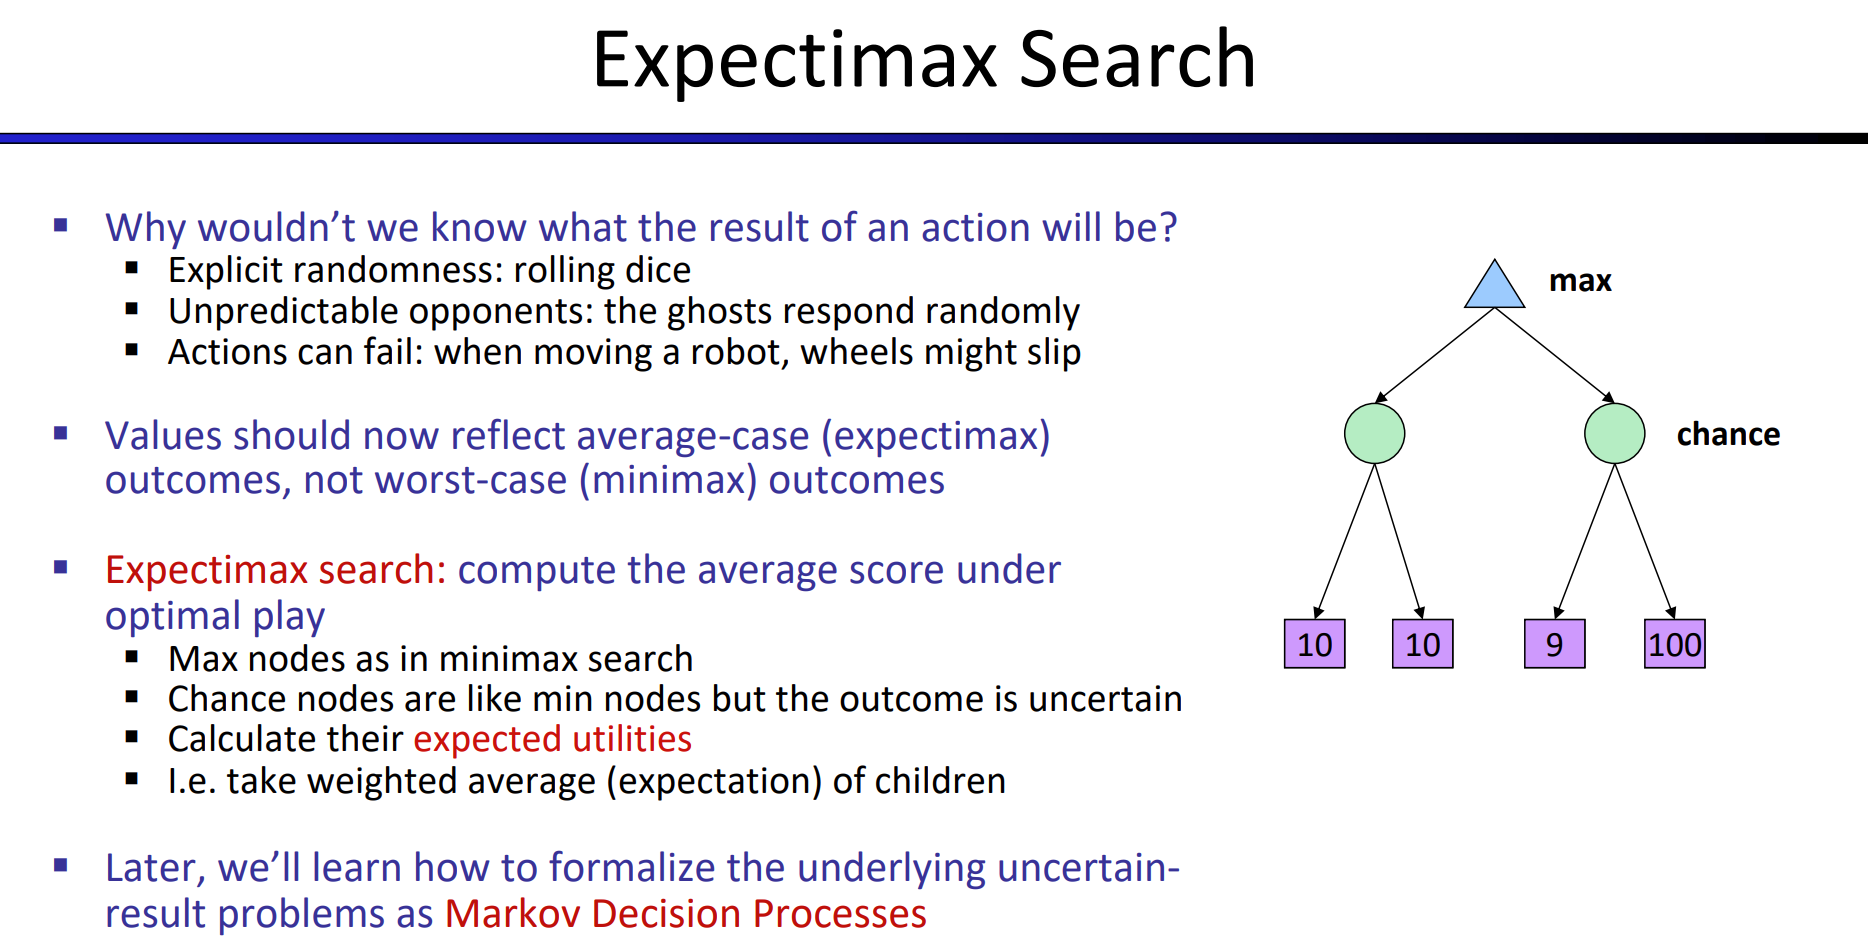 Expectimax Search
Why wouldn’t we know what the result of an action will be?
Explicit randomness: rolling dice
Unpredictable opponents: the ghosts respond randomly
Actions can fail: when moving a robot, wheels might slip
Values should now reflect average-case (expectimax)
outcomes, not worst-case (minimax) outcomes
Expectimax search: compute the average score under
optimal play
Max nodes as in minimax search
Chance nodes are like min nodes but the outcome is uncertain
Calculate their expected utilities
I.e. take weighted average (expectation) of children
Later, we’ll learn how to formalize the underlying uncertain-
result problems as Markov Decision Processes
max
chance
10 10 9 100